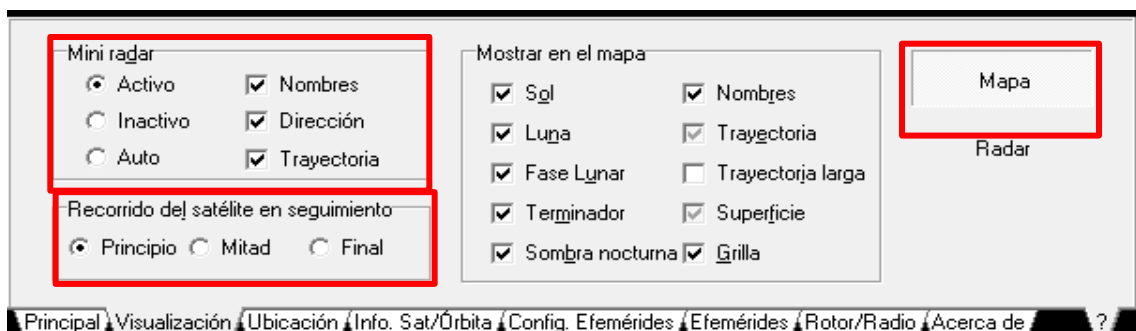 Mini radar
Activo
Nombres
Inactivo
Dirección
Auto
Trayectoria
Recorrido del satélite en seguimiento
Principio
Mitad
Final
Mostrar en el mapa
Sol
Nombres
Luna
Trayectoria
Fase Lunar
Trayectoria larga
Terminador
Superficie
Sombra nocturna
Grilla
Mapa
Radar
Principal Visualización Ubicación Info. Sat/Órbita Config. Efemérides Efemérides Rotor/Radio Acerca de ?